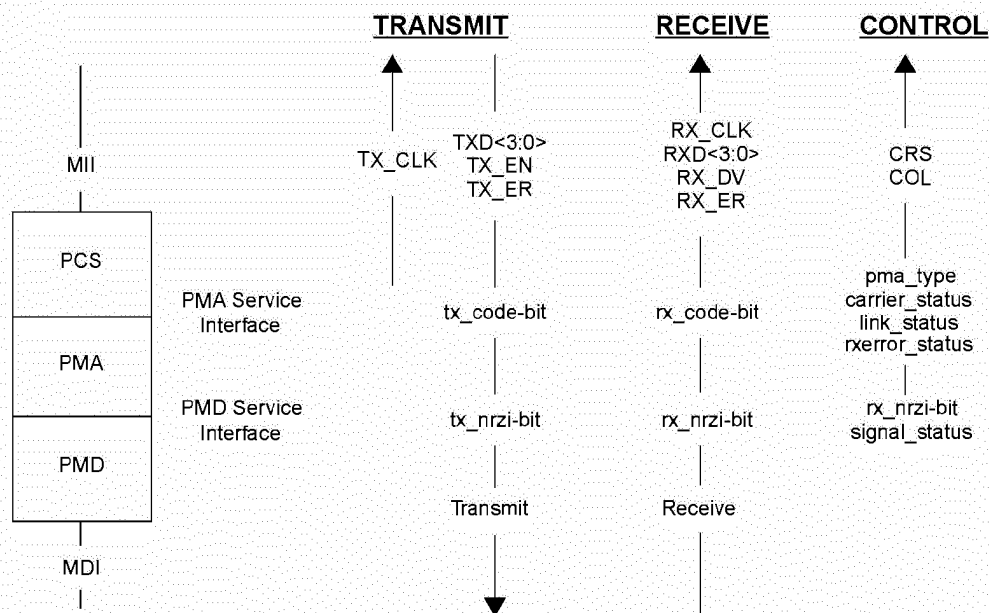 TRANSMIT
RECEIVE
CONTROL
MII
TX_CLK
TXD<3:0>
TX_EN
TX_ER
RX_CLK
RXD<3:0>
RX_DV
RX_ER
CRS
COL
PCS
PMA Service
Interface
tx_code-bit
rx_code-bit
pma_type
carrier_status
link_status
rxerror_status
PMA
PMD Service
Interface
tx_nrzi-bit
rx_nrzi-bit
rx_nrzi-bit
signal_status
PMD
Transmit
Receive
MDI